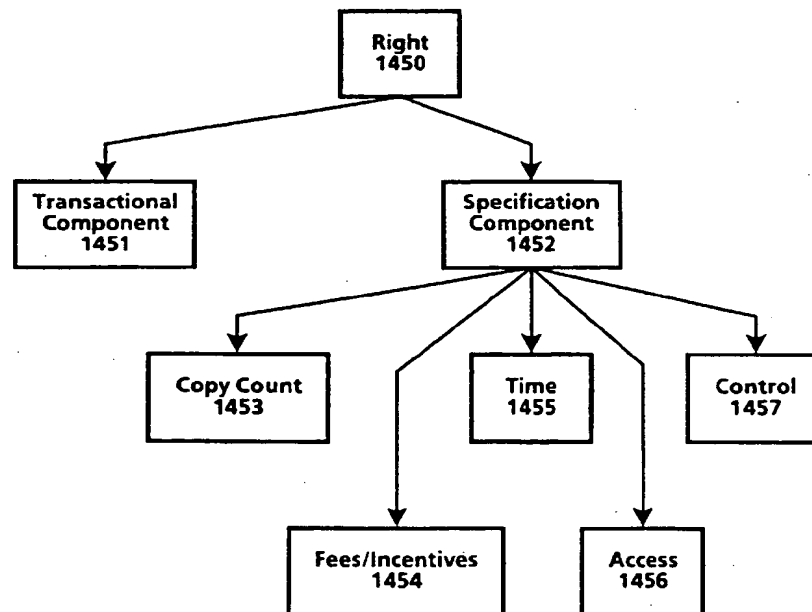 Right
1450
Transactional
Component
1451
Specification
Component
1452
Copy Count
1453
Time
1455
Control
1457
Fees/Incentives
1454
Access
1456